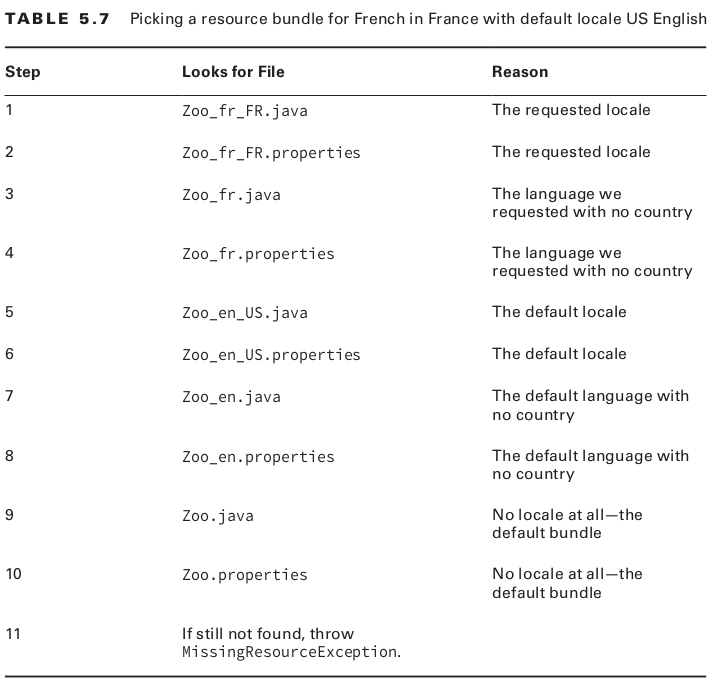 TABLE 5.7 Picking a resource bundle for French in France with default locale US English
Step Looks for File Reason
1 Zoo_fr_FR.java The requested locale
2 Zoo_fr_FR.properties The requested locale
3 Zoo_fr.java The language we
requested with no country
4 Zoo_fr.properties The language we
requested with no country
5 Zoo_en_US.java The default locale
6 Zoo_en_US.properties The default locale
7 Zoo_en.java The default language with
no country
8 Zoo_en.properties The default language with
no country
9 Zoo.java No locale at all—the
default bundle
10 Zoo.properties No locale at all—the
default bundle
11 If still not found, throw
MissingResourceException.